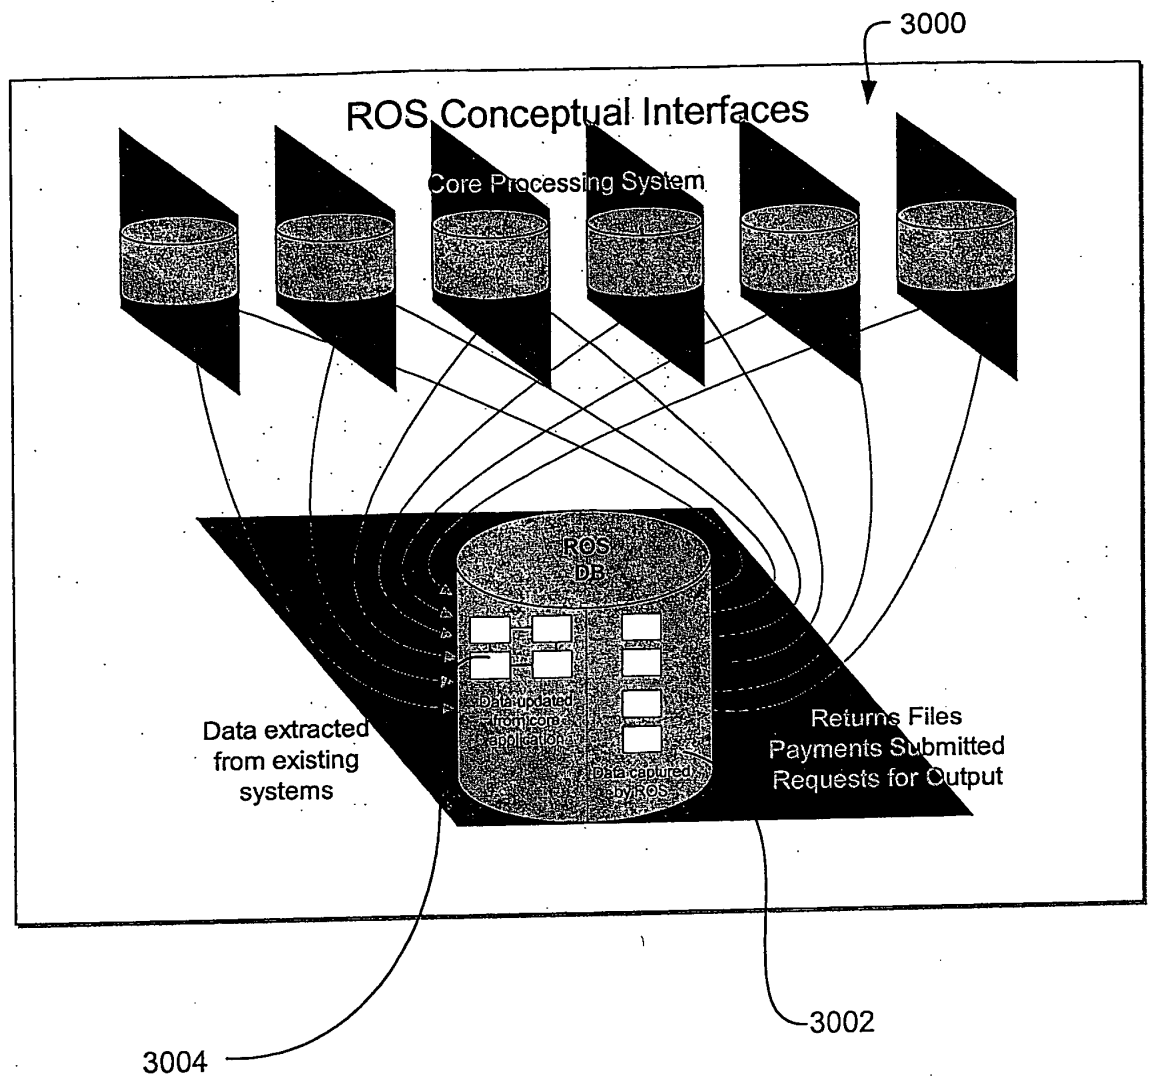 3000
ROS Conceptual Interfaces
Core Processing System
ROS
DB
Data updated
from core
application
Data captured
by ROS
Data extracted
from existing
systems
Returns Files
Payments Submitted
Requests for Output
3002
3004